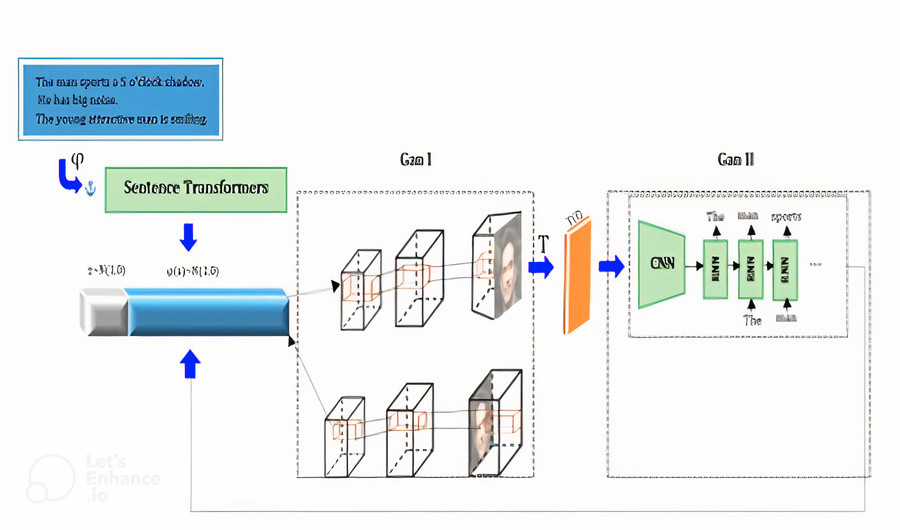 The man sports a 5 o'clock shadow.
He has big noise.
The young attractive man is smiling.
φ
Sentence Transformers
Gan I
Gan II
The man sports
CNN
RNN RNN RNN
...
The man
T
z~N(1,0)
φ(t)~N(1,0)
Let's
Enhance
.io